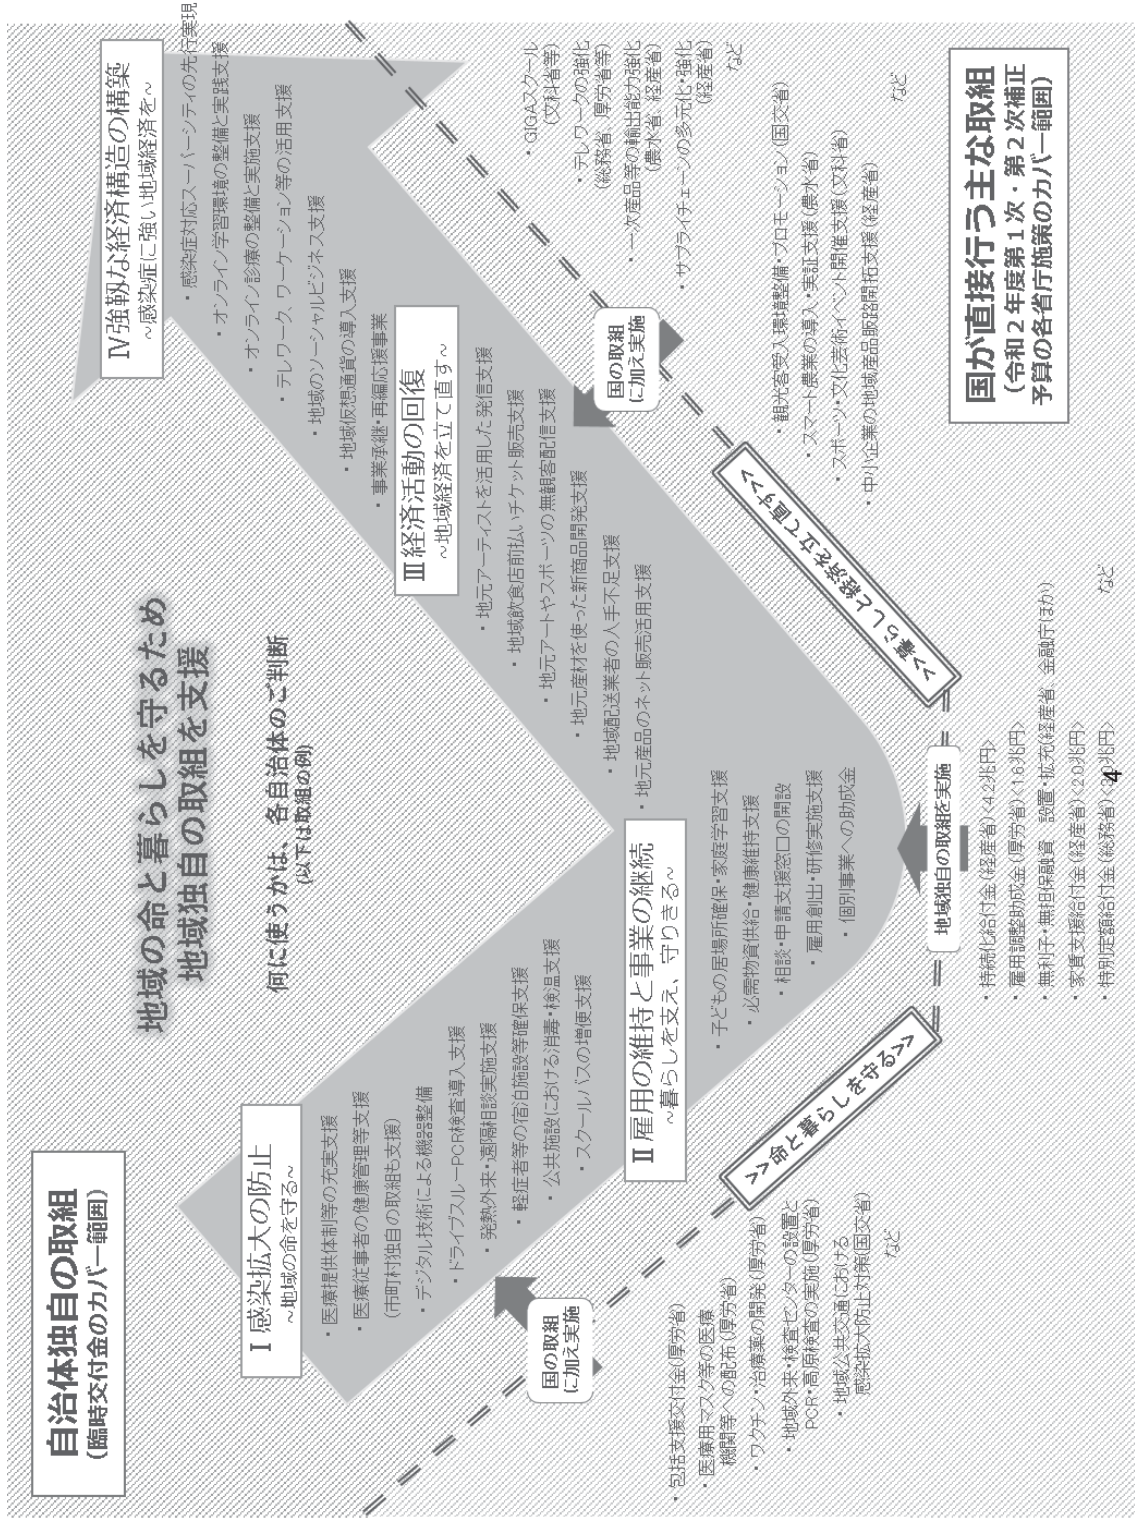 自治体独自の取組
（臨時交付金のカバー範囲）
地域の命と暮らしを守るため
地域独自の取組を支援
何に使うかは、各自治体のご判断
（以下は取組の例）
Ⅰ 感染拡大の防止
~地域の命を守る~
・医療提供体制等の充実支援
・医療従事者の健康管理等支援
（市町村独自の取組も支援）
・デジタル技術による機器整備
・ドライブスルーPCR検査導入支援
・発熱外来・遠隔相談実施支援
・軽症者等の宿泊施設等確保支援
・公共施設における消毒・検温支援
・スクールバスの増便支援
Ⅱ 雇用の維持と事業の継続
~暮らしを支え、守りきる~
・子どもの居場所確保・家庭学習支援
・必需物資供給・健康維持支援
・相談・申請支援窓口の開設
・雇用創出・研修実施支援
・個別事業への助成金
Ⅲ 経済活動の回復
~地域経済を立て直す~
・地元アーティストを活用した発信支援
・地域飲食店前払いチケット販売支援
・地元アートやスポーツの無観客配信支援
・地元産材を使った新商品開発支援
・地域配送業者の人手不足支援
・地元産品のネット販売活用支援
Ⅳ強靱な経済構造の構築
~感染症に強い地域経済を~
・感染症対応スーパーシティの先行実現
・オンライン学習環境の整備と実践支援
・オンライン診療の整備と実施支援
・テレワーク、ワーケーション等の活用支援
・地域のソーシャルビジネス支援
・地域仮想通貨の導入支援
・事業承継・再編応援事業
国の取組
に加え実施
>>命と暮らしを守る>>
地域独自の取組を実施
>>暮らしと経済を立て直す>>
国の取組
に加え実施
・包括支援交付金（厚労省）
・医療用マスク等の医療
機関等への配布（厚労省）
・ワクチン・治療薬の開発（厚労省）
・地域外来・検査センターの設置と
PCR・高原検査の実施（厚労省）
・地域公共交通における
感染拡大防止対策（国交省）
など
・持続化給付金（経産省）<4.2兆円>
・雇用調整助成金（厚労省）<1.6兆円>
・無利子・無担保融資 設置・拡充（経産省、金融庁ほか）
・家賃支援給付金（経産省）<2.0兆円>
・特別定額給付金（総務省）
など
・観光客受入環境整備・プロモーション（国交省）
・スマート農業の導入・実証支援（農水省）
・スポーツ・文化芸術イベント開催支援（文科省）
・中小企業の地域産品販路開拓支援（経産省）
など
・GIGAスクール
（文科省等）
・テレワークの強化
（総務省、厚労省等）
・一次産品等の輸出能力強化
（農水省、経産省）
・サプライチェーンの多元化・強化
（経産省）
など
国が直接行う主な取組
（令和２年度第１次・第２次補正
予算の各省庁施策のカバー範囲）
4